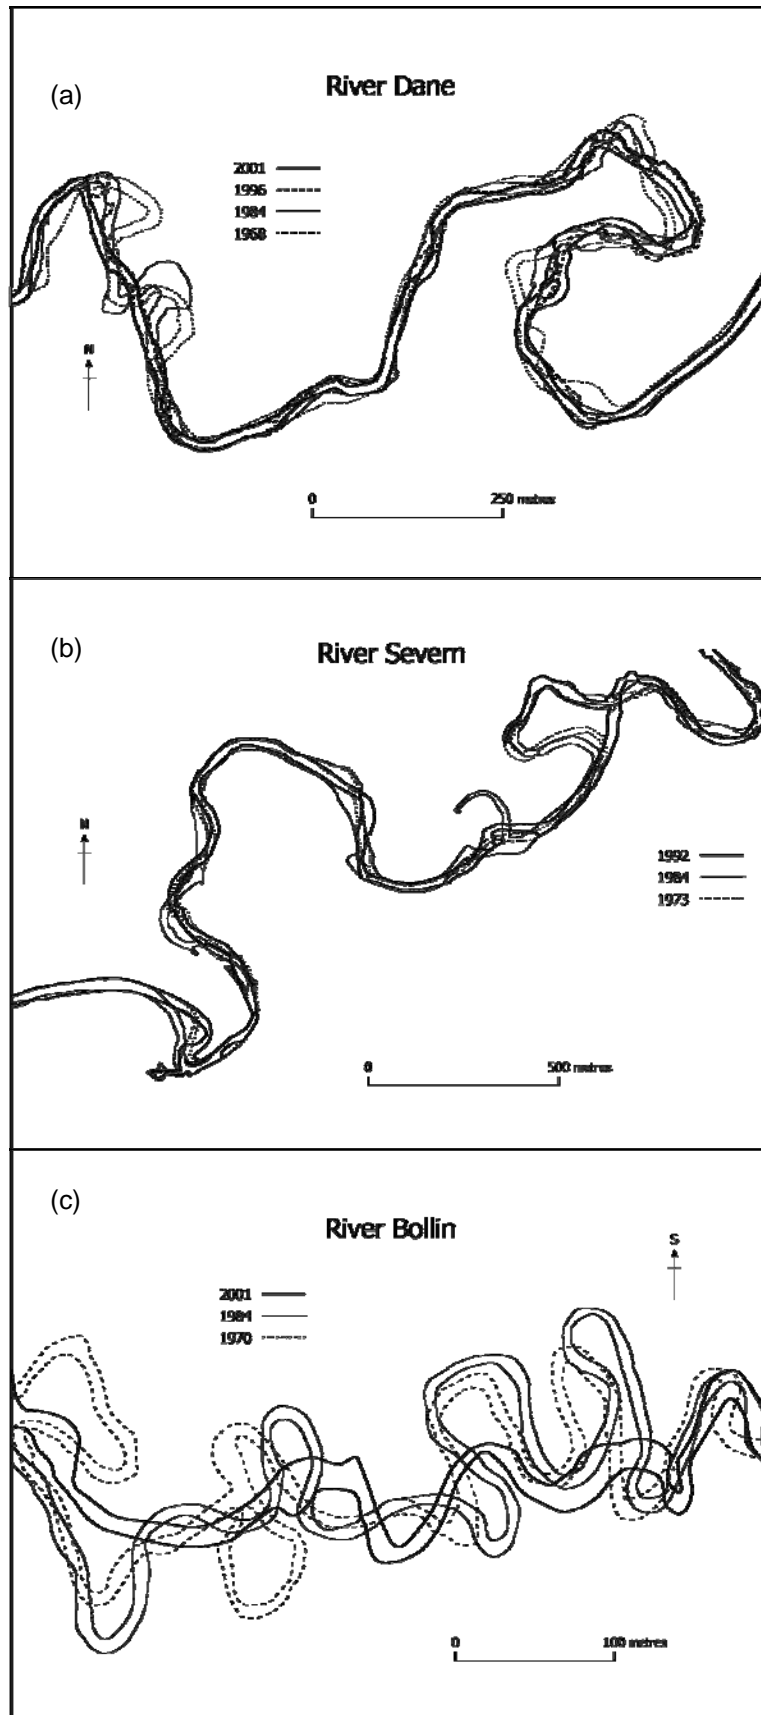 (a)
River Dane
2001
1996
1984
1968
N
0 250 metres
(b)
River Severn
N
1992
1984
1973
0 500 metres
(c)
River Bollin
S
2001
1984
1970
0 100 metres